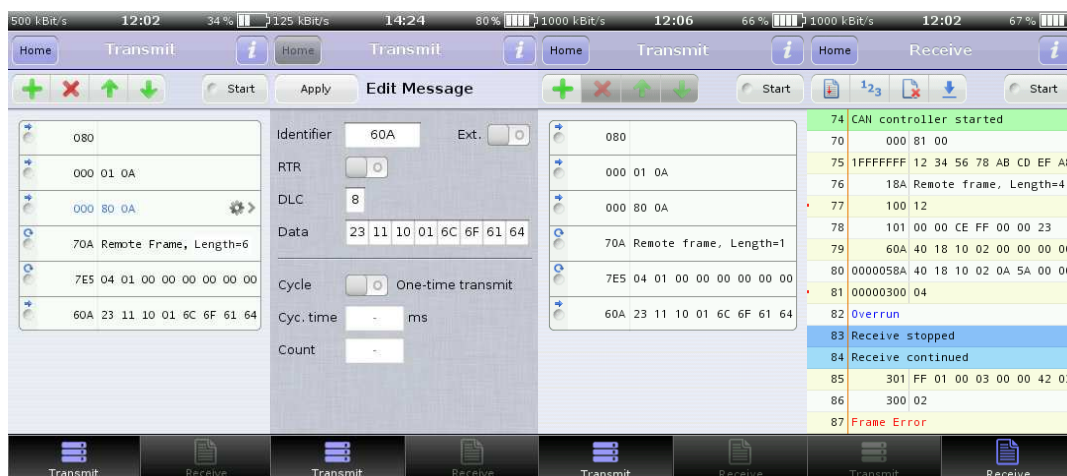 500 kBit/s 12:02 34 %
Home Transmit i
Start
080
000 01 0A
000 80 0A
70A Remote Frame, Length=6
7E5 04 01 00 00 00 00 00 00
60A 23 11 10 01 6C 6F 61 64
Transmit Receive
125 kBit/s 14:24 80 %
Home Transmit i
Apply Edit Message
Identifier 60A Ext.
RTR
DLC 8
Data 23 11 10 01 6C 6F 61 64
Cycle One-time transmit
Cyc. time - ms
Count -
Transmit Receive
1000 kBit/s 12:06 66 %
Home Transmit i
Start
080
000 01 0A
000 80 0A
70A Remote frame, Length=1
7E5 04 01 00 00 00 00 00 00
60A 23 11 10 01 6C 6F 61 64
Transmit Receive
1000 kBit/s 12:02 67 %
Home Receive i
123 Start
74 CAN controller started
70 000 81 00
75 1FFFFFFF 12 34 56 78 AB CD EF A8
76 18A Remote frame, Length=4
77 100 12
78 101 00 00 CE FF 00 00 23
79 60A 40 18 10 02 00 00 00
80 0000058A 40 18 10 02 0A 5A 00
81 00000300 04
82 Overrun
83 Receive stopped
84 Receive continued
85 301 FF 01 00 03 00 00 42
86 300 02
87 Frame Error
Transmit Receive